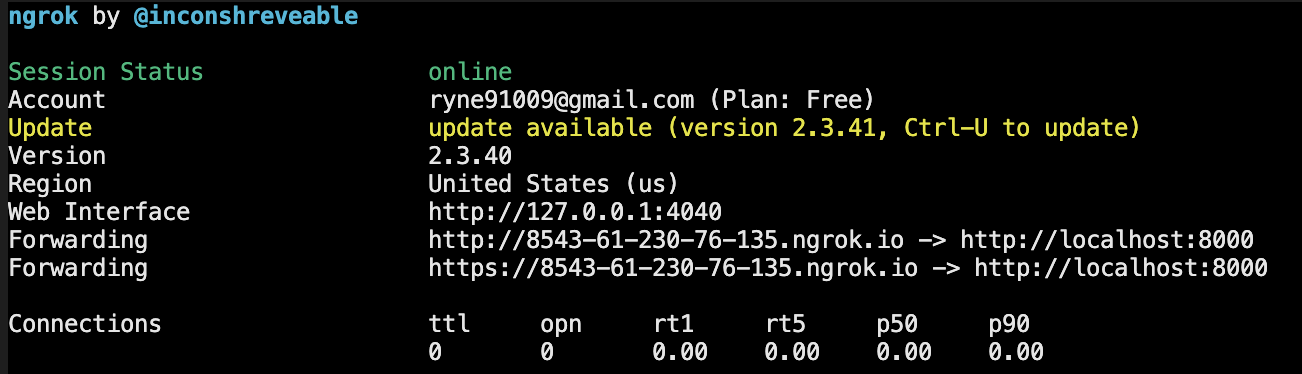 ngrok by @inconshreveable
Session Status online
Account ryne91009@gmail.com (Plan: Free)
Update update available (version 2.3.41, Ctrl-U to update)
Version 2.3.40
Region United States (us)
Web Interface http://127.0.0.1:4040
Forwarding http://8543-61-230-76-135.ngrok.io -> http://localhost:8000
Forwarding https://8543-61-230-76-135.ngrok.io -> http://localhost:8000
Connections ttl opn rt1 rt5 p50 p90
0 0 0.00 0.00 0.00 0.00